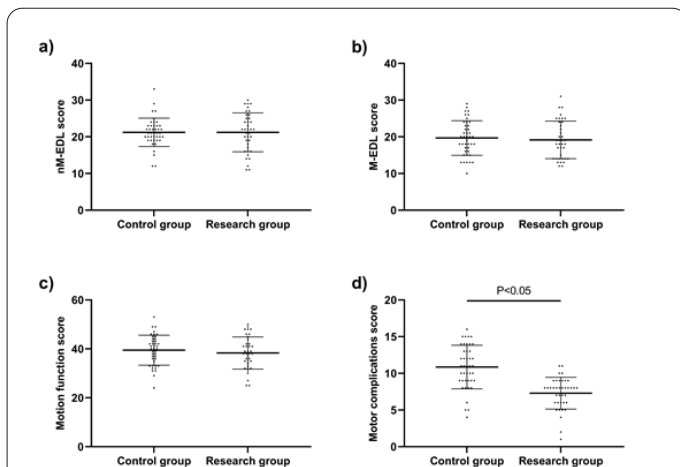 a)
nM-EDL score
40
30
20
10
0
Control group Research group
b)
M-EDL score
40
30
20
10
0
Control group Research group
c)
Motion function score
60
40
20
0
Control group Research group
d)
Motor complications score
P<0.05
20
15
10
5
0
Control group Research group